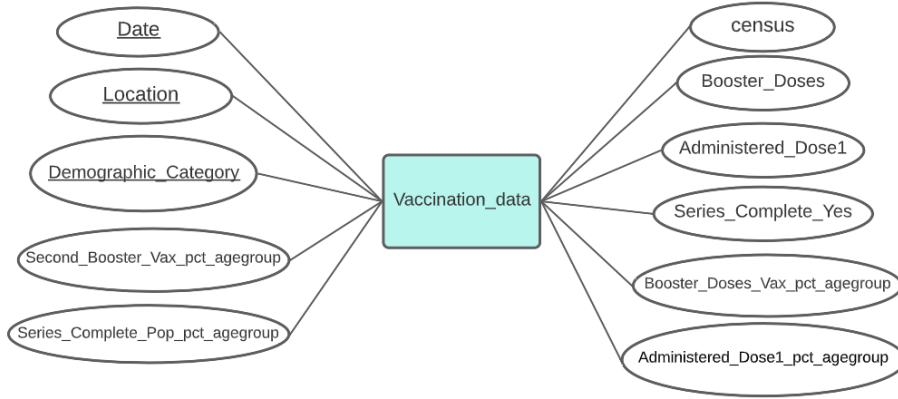 Date
Location
Demographic_Category
Second_Booster_Vax_pct_agegroup
Series_Complete_Pop_pct_agegroup
Vaccination_data
census
Booster_Doses
Administered_Dose1
Series_Complete_Yes
Booster_Doses_Vax_pct_agegroup
Administered_Dose1_pct_agegroup